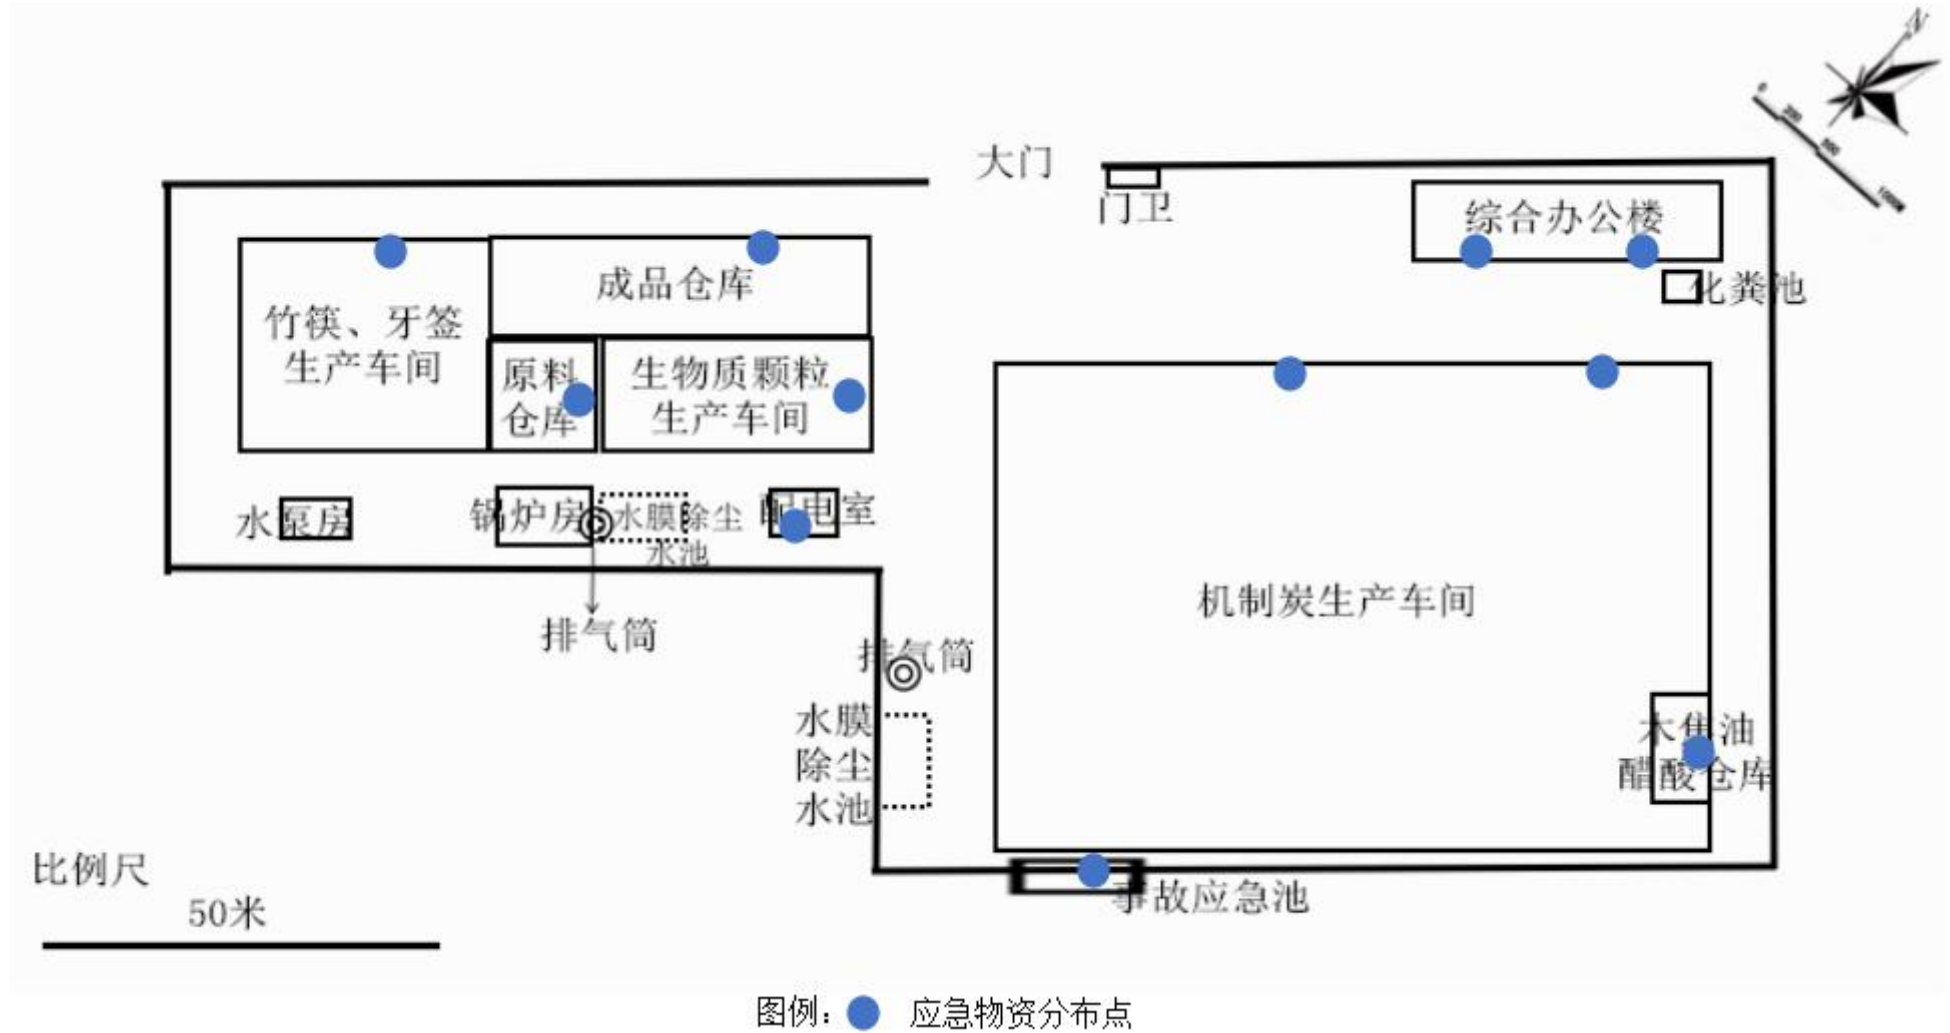 N
0
大门
门卫
综合办公楼
化粪池
成品仓库
竹筷、牙签
生产车间
原料
仓库
生物质颗粒
生产车间
水泵房
锅炉房
水膜除尘
水池
配电室
排气筒
机制炭生产车间
排气筒
水膜
除尘
水池
木焦油
醋酸仓库
事故应急池
比例尺
50米
图例：
应急物资分布点